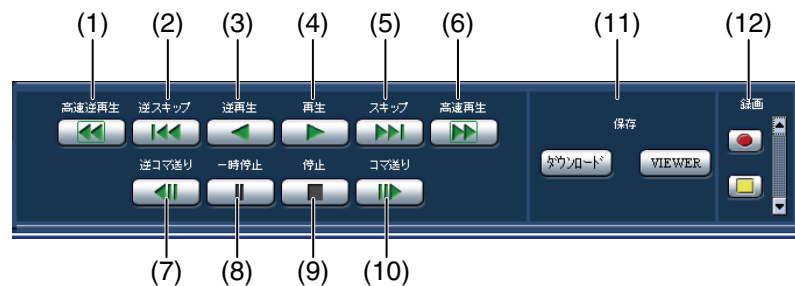 (1) (2) (3) (4) (5) (6) (11) (12)
高速逆再生 逆スキップ 逆再生 再生 スキップ 高速再生 録画
保存
逆コマ送り 一時停止 停止 コマ送り ダウンロード VIEWER
(7) (8) (9) (10)